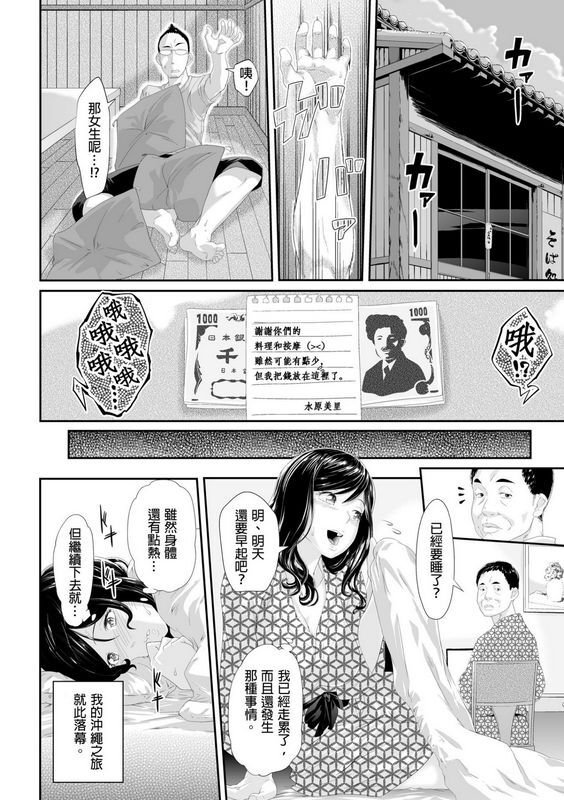 カァー
カァー
そば処
咦！
那女生呢…!?
哦!?
1000
日本銀
千
日本
謝謝你們的
料理和按摩 (><)
雖然可能有點少,
但我把錢放在這裡了。
水原美里
1000
哦
哦哦
哦哦…
已經要睡了?
明、明天
還要早起吧?
我已經走累了,
而且還發生
那種事情。
雖然身體
還有點熱…
但繼續下去就…
我的沖繩之旅
就此落幕。